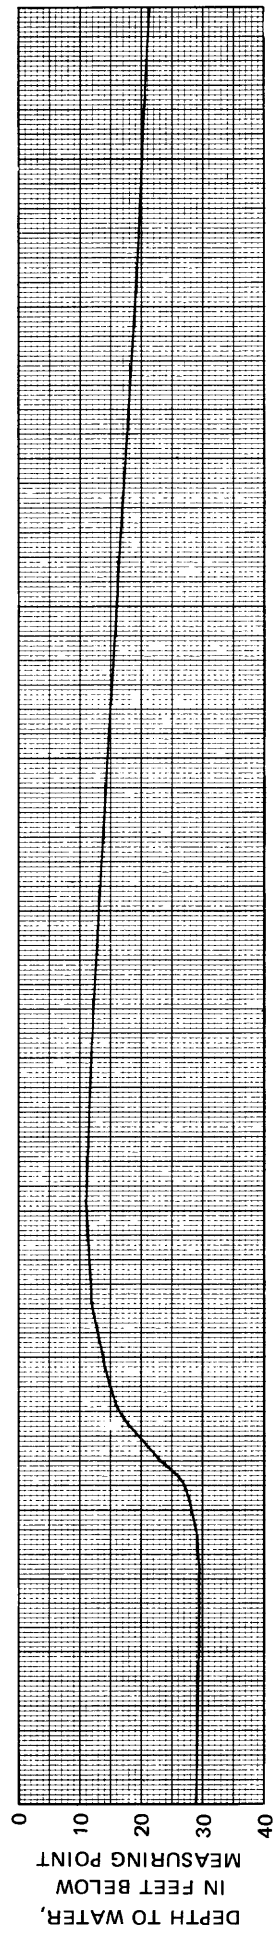 DEPTH TO WATER,
IN FEET BELOW
MEASURING POINT
0
10
20
30
40